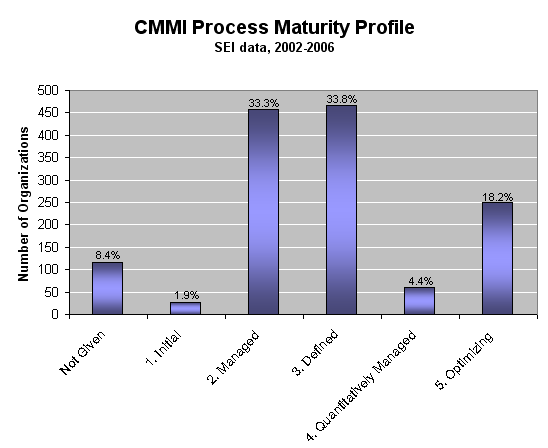 CMMI Process Maturity Profile
SEI data, 2002-2006
Number of Organizations
500
450
400
350
300
250
200
150
100
50
0
8.4%
1.9%
33.3%
33.8%
4.4%
18.2%
Not Given
1. Initial
2. Managed
3. Defined
4. Quantitatively Managed
5. Optimizing